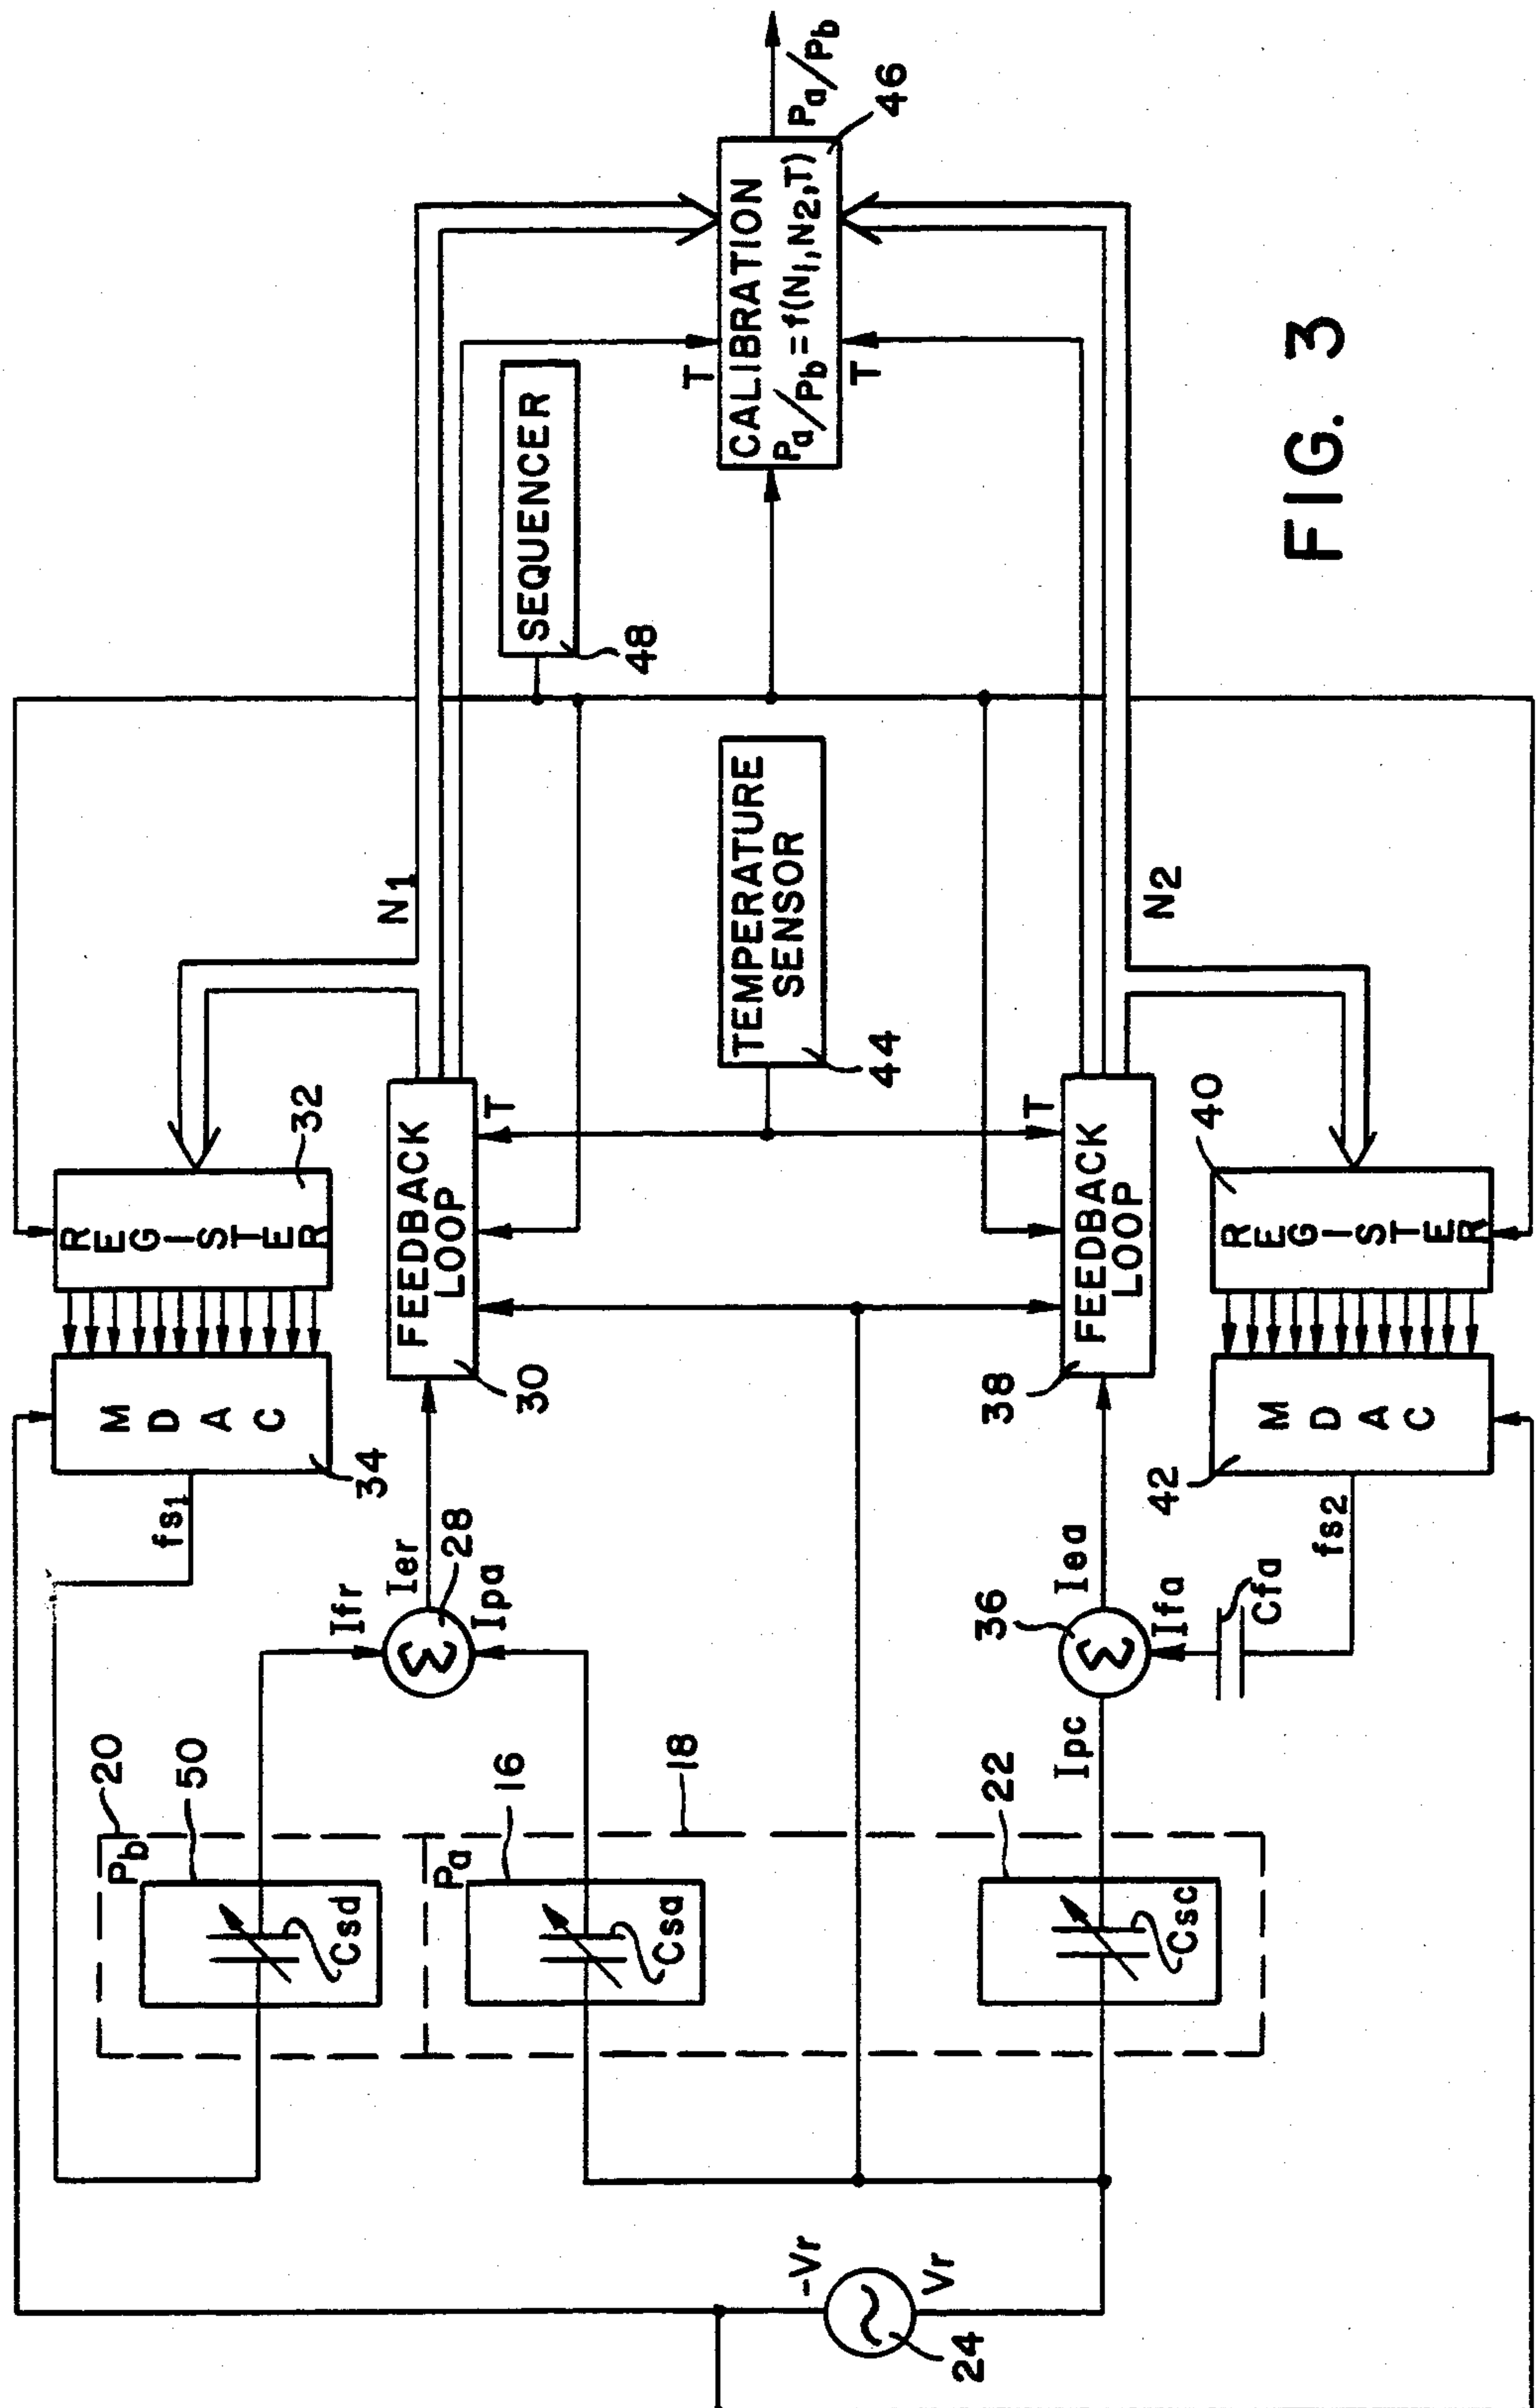 20
Pb
50
Csd
Pa
16
Csa
18
22
Csc
-Vr
Vr
24
Ifr
Ier
28
Ipa
Ipc
36
Iea
Ifa
Cfa
fs1
fs2
MDAC
34
MDAC
42
REGISTER
32
REGISTER
40
FEEDBACK
LOOP
30
T
FEEDBACK
LOOP
38
T
TEMPERATURE
SENSOR
44
N1
N2
SEQUENCER
48
T
CALIBRATION
Pa/Pb = f(N1,N2,T)
T
46
Pa/Pb
FIG. 3